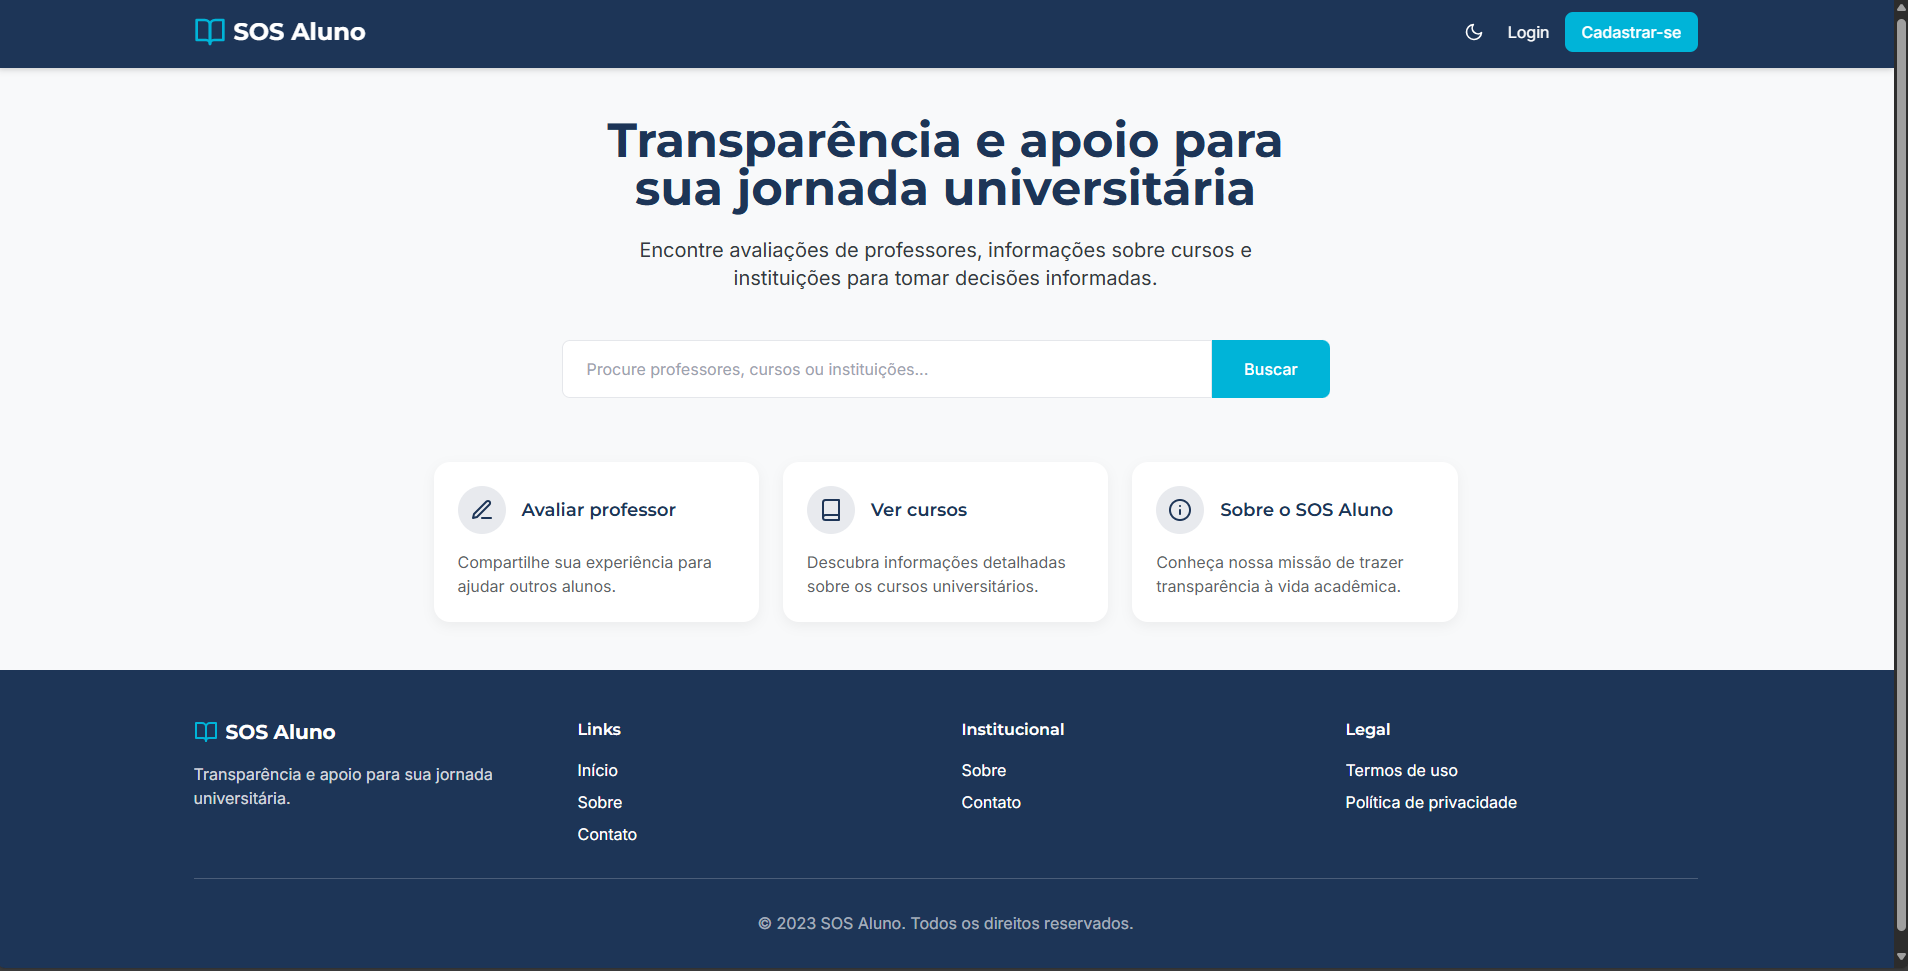 SOS Aluno
Login
Cadastrar-se
Transparência e apoio para
sua jornada universitária
Encontre avaliações de professores, informações sobre cursos e
instituições para tomar decisões informadas.
Procure professores, cursos ou instituições...
Buscar
Avaliar professor
Compartilhe sua experiência para
ajudar outros alunos.
Ver cursos
Descubra informações detalhadas
sobre os cursos universitários.
Sobre o SOS Aluno
Conheça nossa missão de trazer
transparência à vida acadêmica.
SOS Aluno
Transparência e apoio para sua jornada
universitária.
Links
Início
Sobre
Contato
Institucional
Sobre
Contato
Legal
Termos de uso
Política de privacidade
© 2023 SOS Aluno. Todos os direitos reservados.